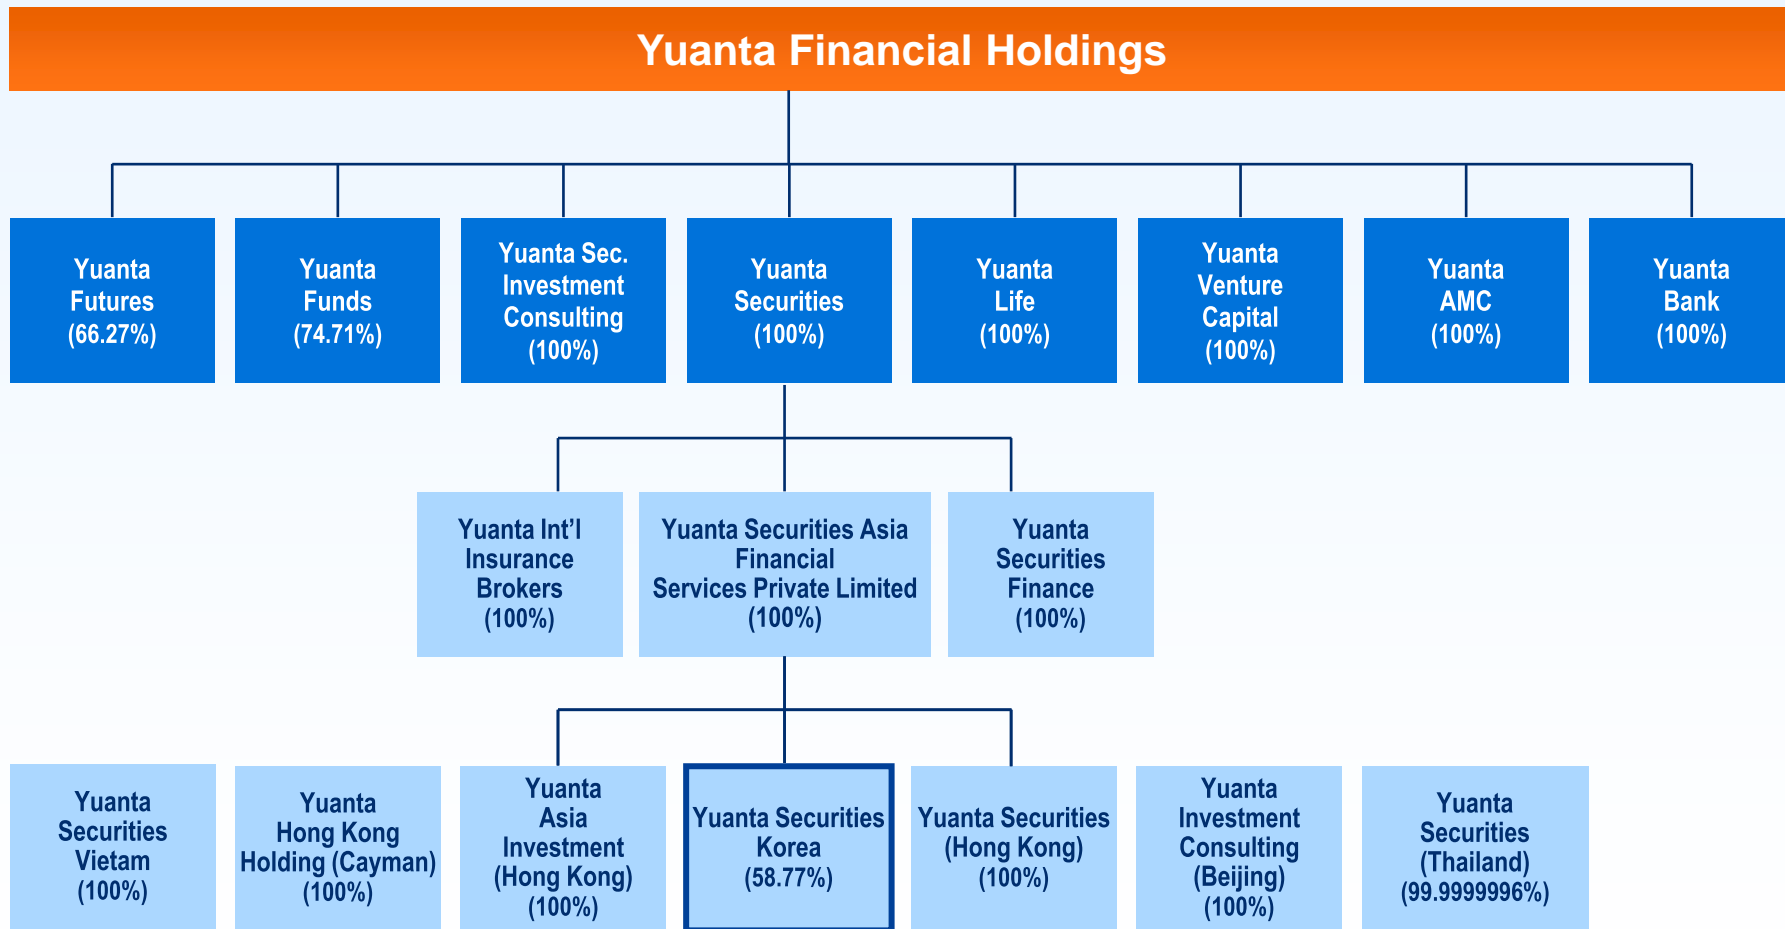 Yuanta Financial Holdings
Yuanta
Futures
(66.27%)
Yuanta
Funds
(74.71%)
Yuanta Sec.
Investment
Consulting
(100%)
Yuanta
Securities
(100%)
Yuanta
Life
(100%)
Yuanta
Venture
Capital
(100%)
Yuanta
AMC
(100%)
Yuanta
Bank
(100%)
Yuanta Int’l
Insurance
Brokers
(100%)
Yuanta Securities Asia
Financial
Services Private Limited
(100%)
Yuanta
Securities
Finance
(100%)
Yuanta
Securities
Vietam
(100%)
Yuanta
Hong Kong
Holding (Cayman)
(100%)
Yuanta
Asia
Investment
(Hong Kong)
(100%)
Yuanta Securities
Korea
(58.77%)
Yuanta Securities
(Hong Kong)
(100%)
Yuanta
Investment
Consulting
(Beijing)
(100%)
Yuanta
Securities
(Thailand)
(99.9999996%)